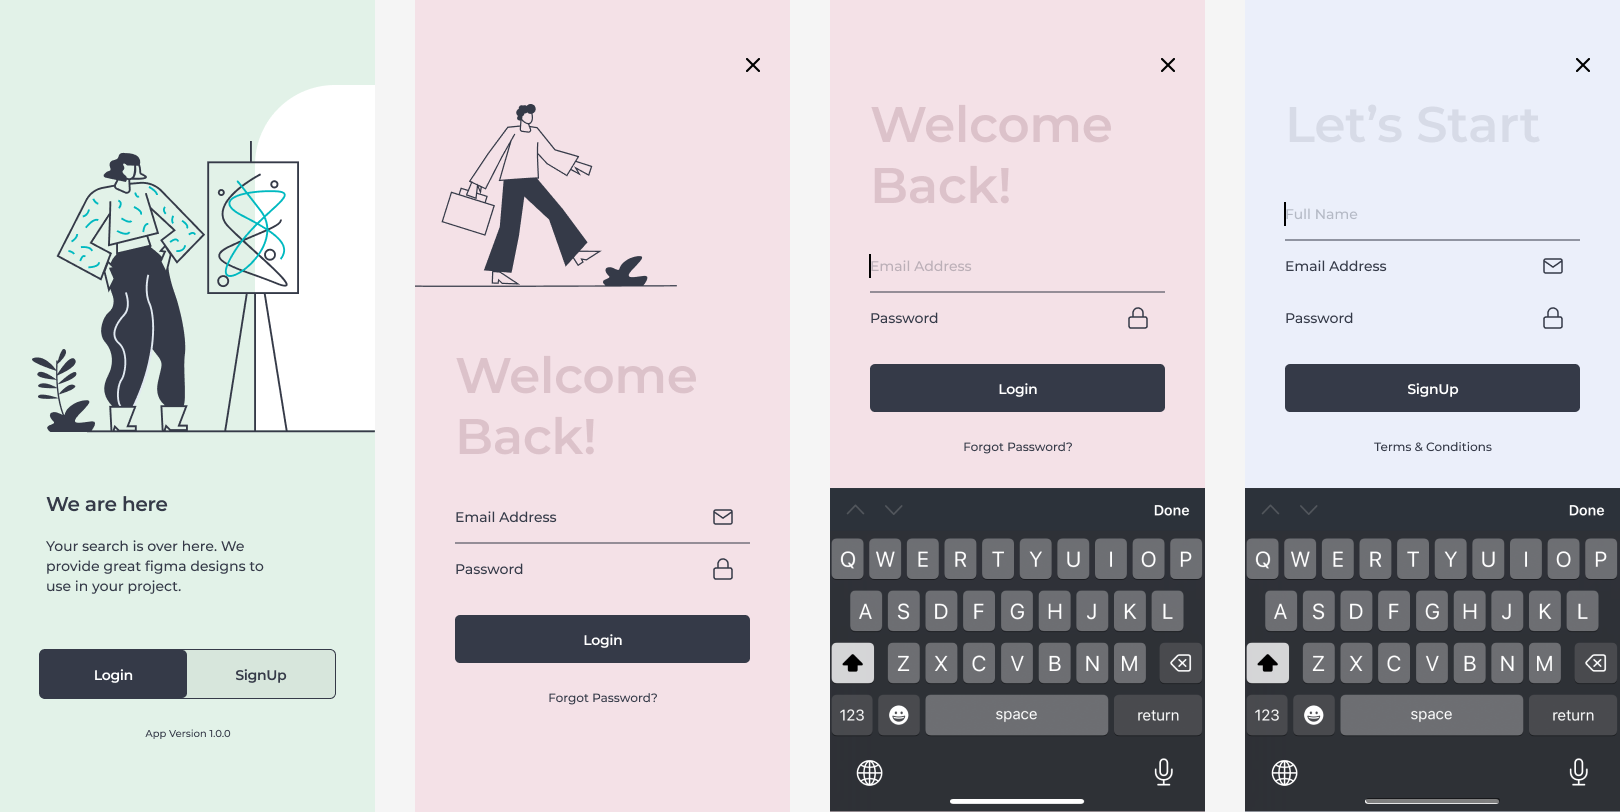 We are here
Your search is over here. We
provide great figma designs to
use in your project.
Login
SignUp
App Version 1.0.0
Welcome
Back!
Email Address
Password
Login
Forgot Password?
Welcome
Back!
Email Address
Password
Login
Forgot Password?
Done
Q W E R T Y U I O P
A S D F G H J K L
Z X C V B N M
123 space return
Let's Start
Full Name
Email Address
Password
SignUp
Terms & Conditions
Done
Q W E R T Y U I O P
A S D F G H J K L
Z X C V B N M
123 space return